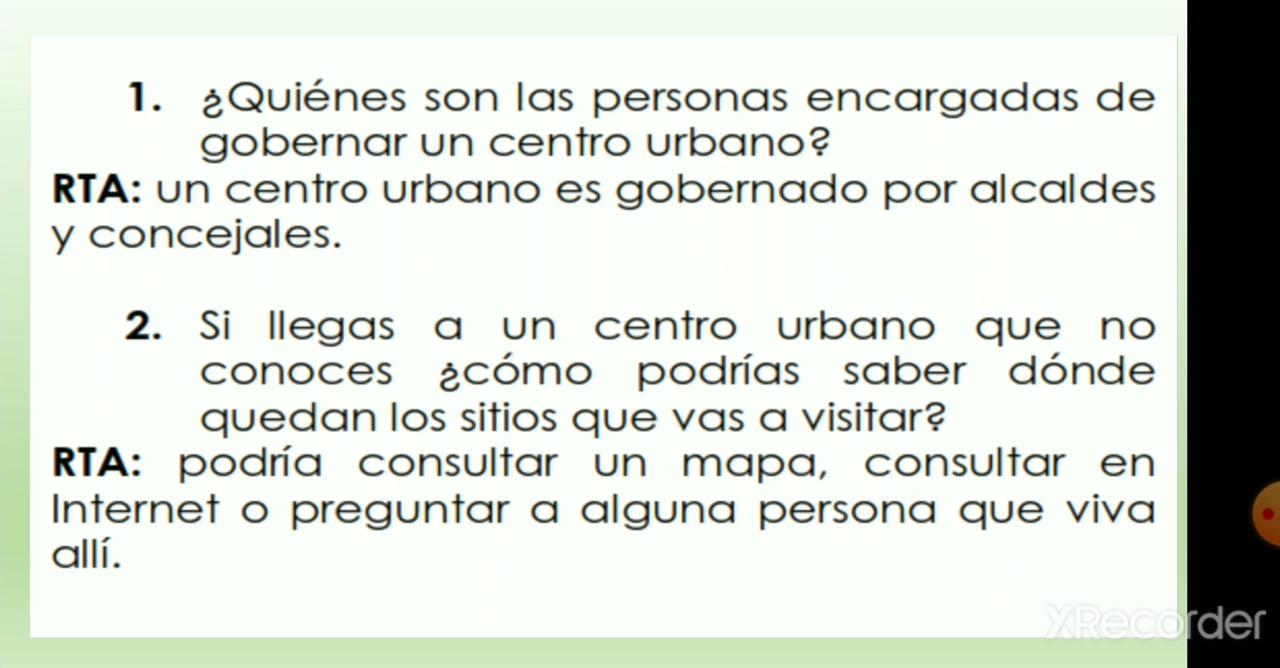 1. ¿Quiénes son las personas encargadas de
gobernar un centro urbano?
RTA: un centro urbano es gobernado por alcaldes
y concejales.
2. Si llegas a un centro urbano que no
conoces ¿cómo podrías saber dónde
quedan los sitios que vas a visitar?
RTA: podría consultar un mapa, consultar en
Internet o preguntar a alguna persona que viva
allí.
XRecorder